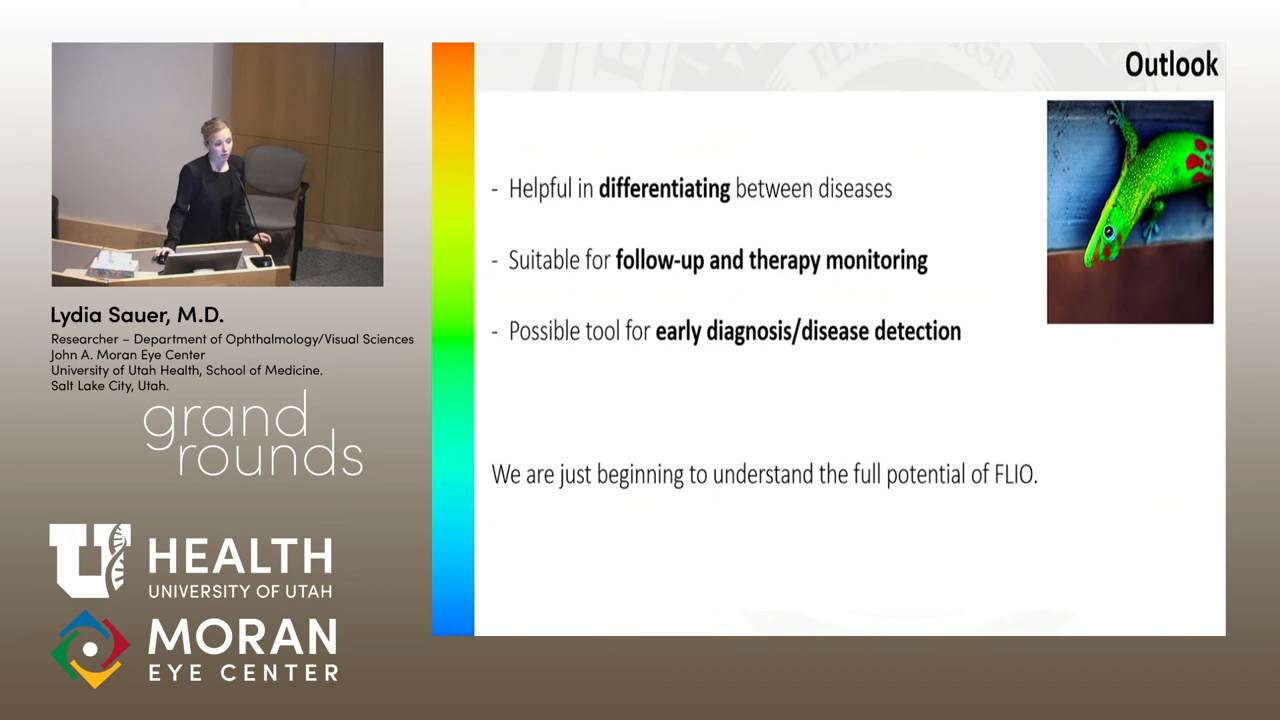 Outlook
- Helpful in differentiating between diseases
- Suitable for follow-up and therapy monitoring
- Possible tool for early diagnosis/disease detection
We are just beginning to understand the full potential of FLIO.
Lydia Sauer, M.D.
Researcher – Department of Ophthalmology/Visual Sciences
John A. Moran Eye Center
University of Utah Health, School of Medicine.
Salt Lake City, Utah.
grand
rounds
U HEALTH
UNIVERSITY OF UTAH
MORAN
EYE CENTER